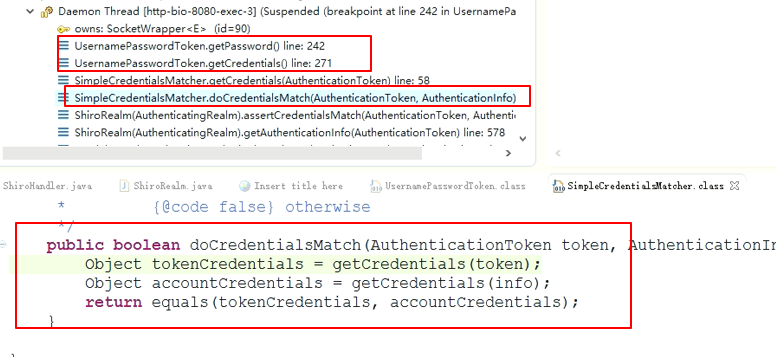 Daemon Thread [http-bio-8080-exec-3] (Suspended (breakpoint at line 242 in UsernamePa
owns: SocketWrapper<E> (id=90)
UsernamePasswordToken.getPassword() line: 242
UsernamePasswordToken.getCredentials() line: 271
SimpleCredentialsMatcher.getCredentials(AuthenticationToken) line: 58
SimpleCredentialsMatcher.doCredentialsMatch(AuthenticationToken, AuthenticationInfo)
ShiroRealm(AuthenticatingRealm).assertCredentialsMatch(AuthenticationToken, Authenti
ShiroRealm(AuthenticatingRealm).getAuthenticationInfo(AuthenticationToken) line: 578
ShiroHandler.java ShiroRealm.java Insert title here UsernamePasswordToken.class SimpleCredentialsMatcher.class
* {@code false} otherwise
*/
public boolean doCredentialsMatch(AuthenticationToken token, AuthenticationIn
Object tokenCredentials = getCredentials(token);
Object accountCredentials = getCredentials(info);
return equals(tokenCredentials, accountCredentials);
}